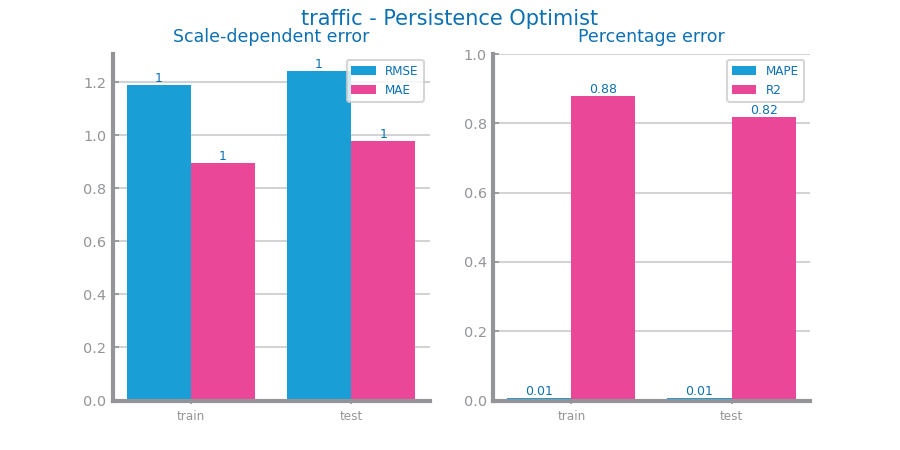 traffic - Persistence Optimist
Scale-dependent error
1.2
1.0
0.8
0.6
0.4
0.2
0.0
1
1
1
1
RMSE
MAE
train
test
Percentage error
1.0
0.8
0.6
0.4
0.2
0.0
0.01
0.88
0.01
0.82
MAPE
R2
train
test